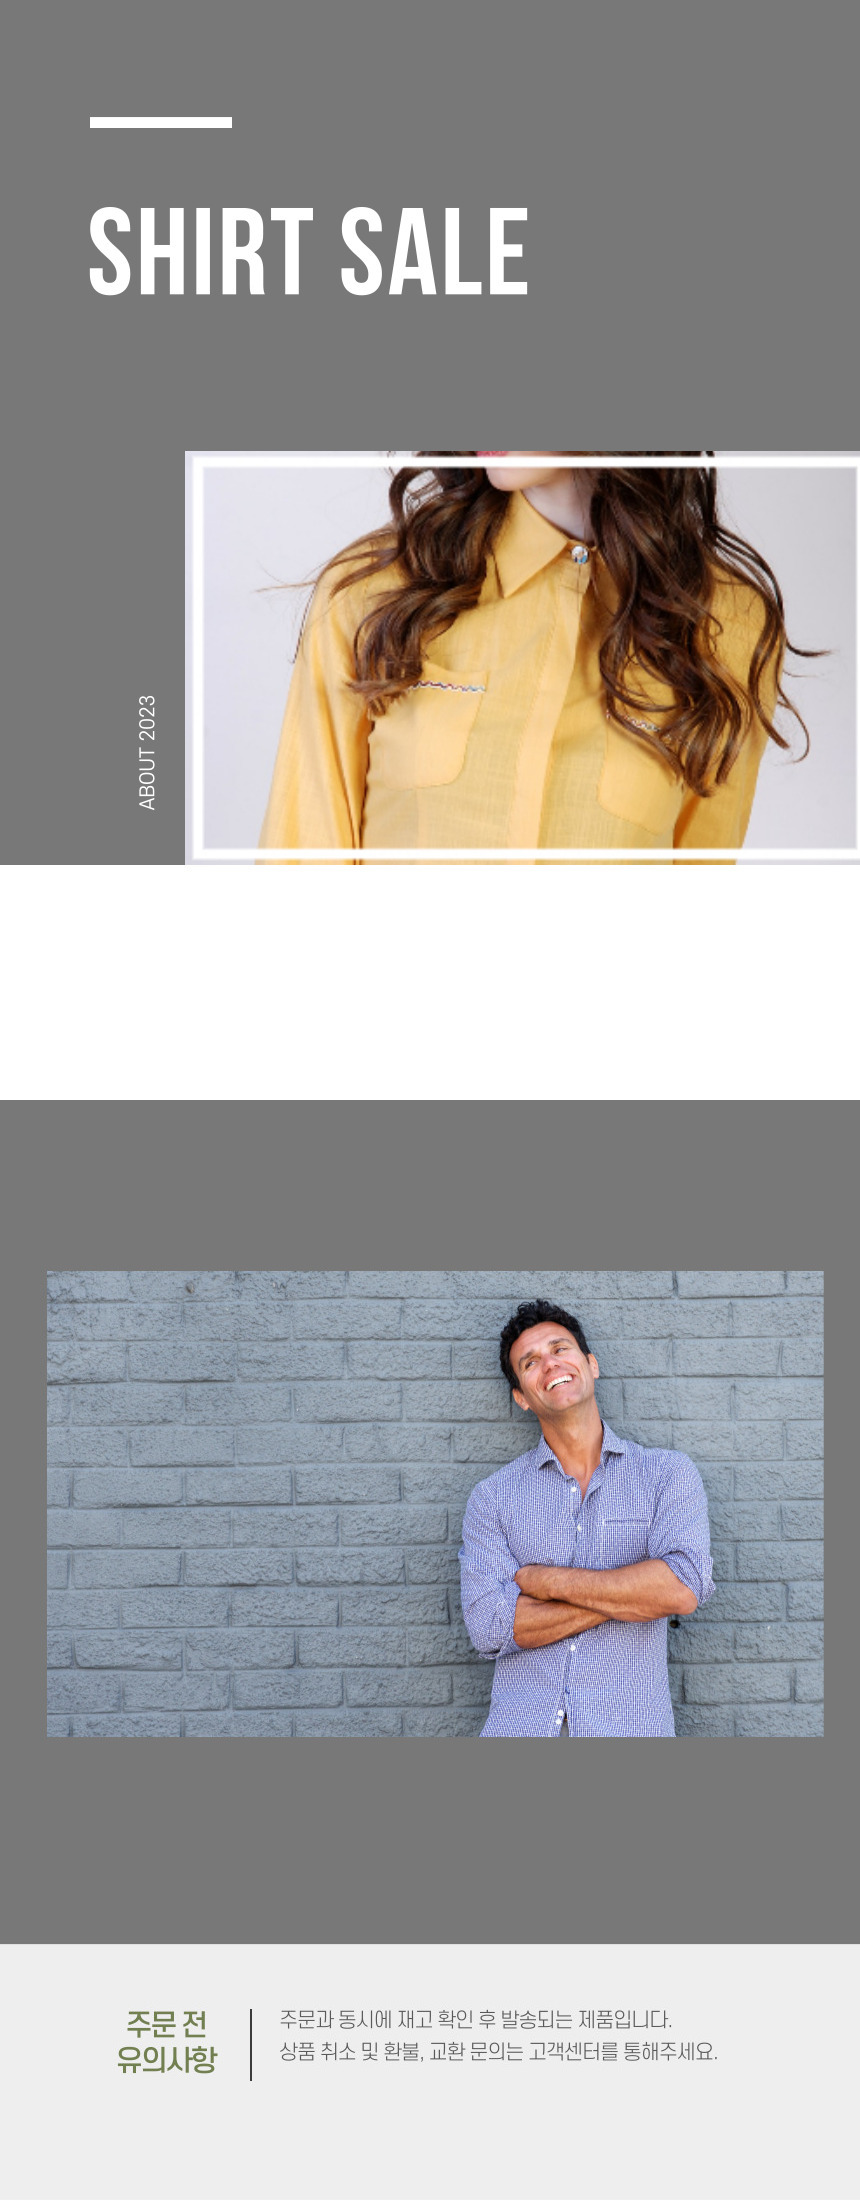 SHIRT SALE
ABOUT 2023
주문 전
유의사항
주문과 동시에 재고 확인 후 발송되는 제품입니다.
상품 취소 및 환불, 교환 문의는 고객센터를 통해주세요.